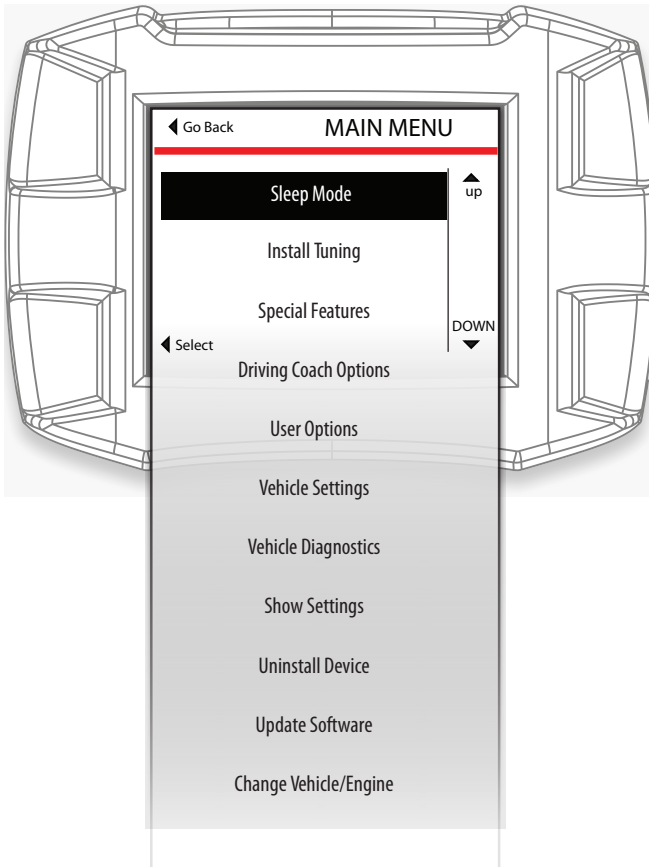 Go Back MAIN MENU
Sleep Mode
up
Install Tuning
Special Features
DOWN
Select
Driving Coach Options
User Options
Vehicle Settings
Vehicle Diagnostics
Show Settings
Uninstall Device
Update Software
Change Vehicle/Engine